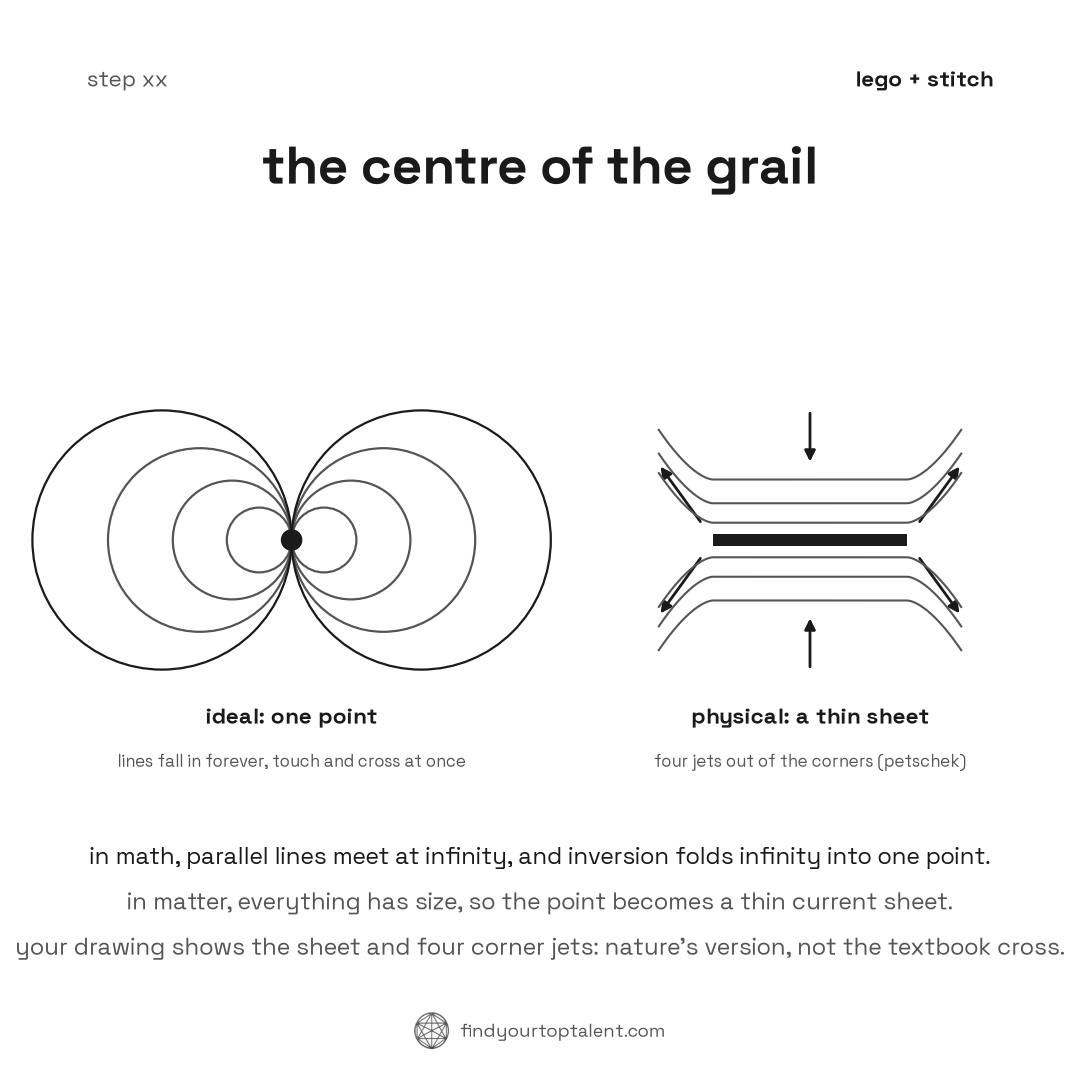 step xx
lego + stitch
the centre of the grail
ideal: one point
lines fall in forever, touch and cross at once
physical: a thin sheet
four jets out of the corners (petschek)
in math, parallel lines meet at infinity, and inversion folds infinity into one point.
in matter, everything has size, so the point becomes a thin current sheet.
your drawing shows the sheet and four corner jets: nature's version, not the textbook cross.
findyourtoptalent.com